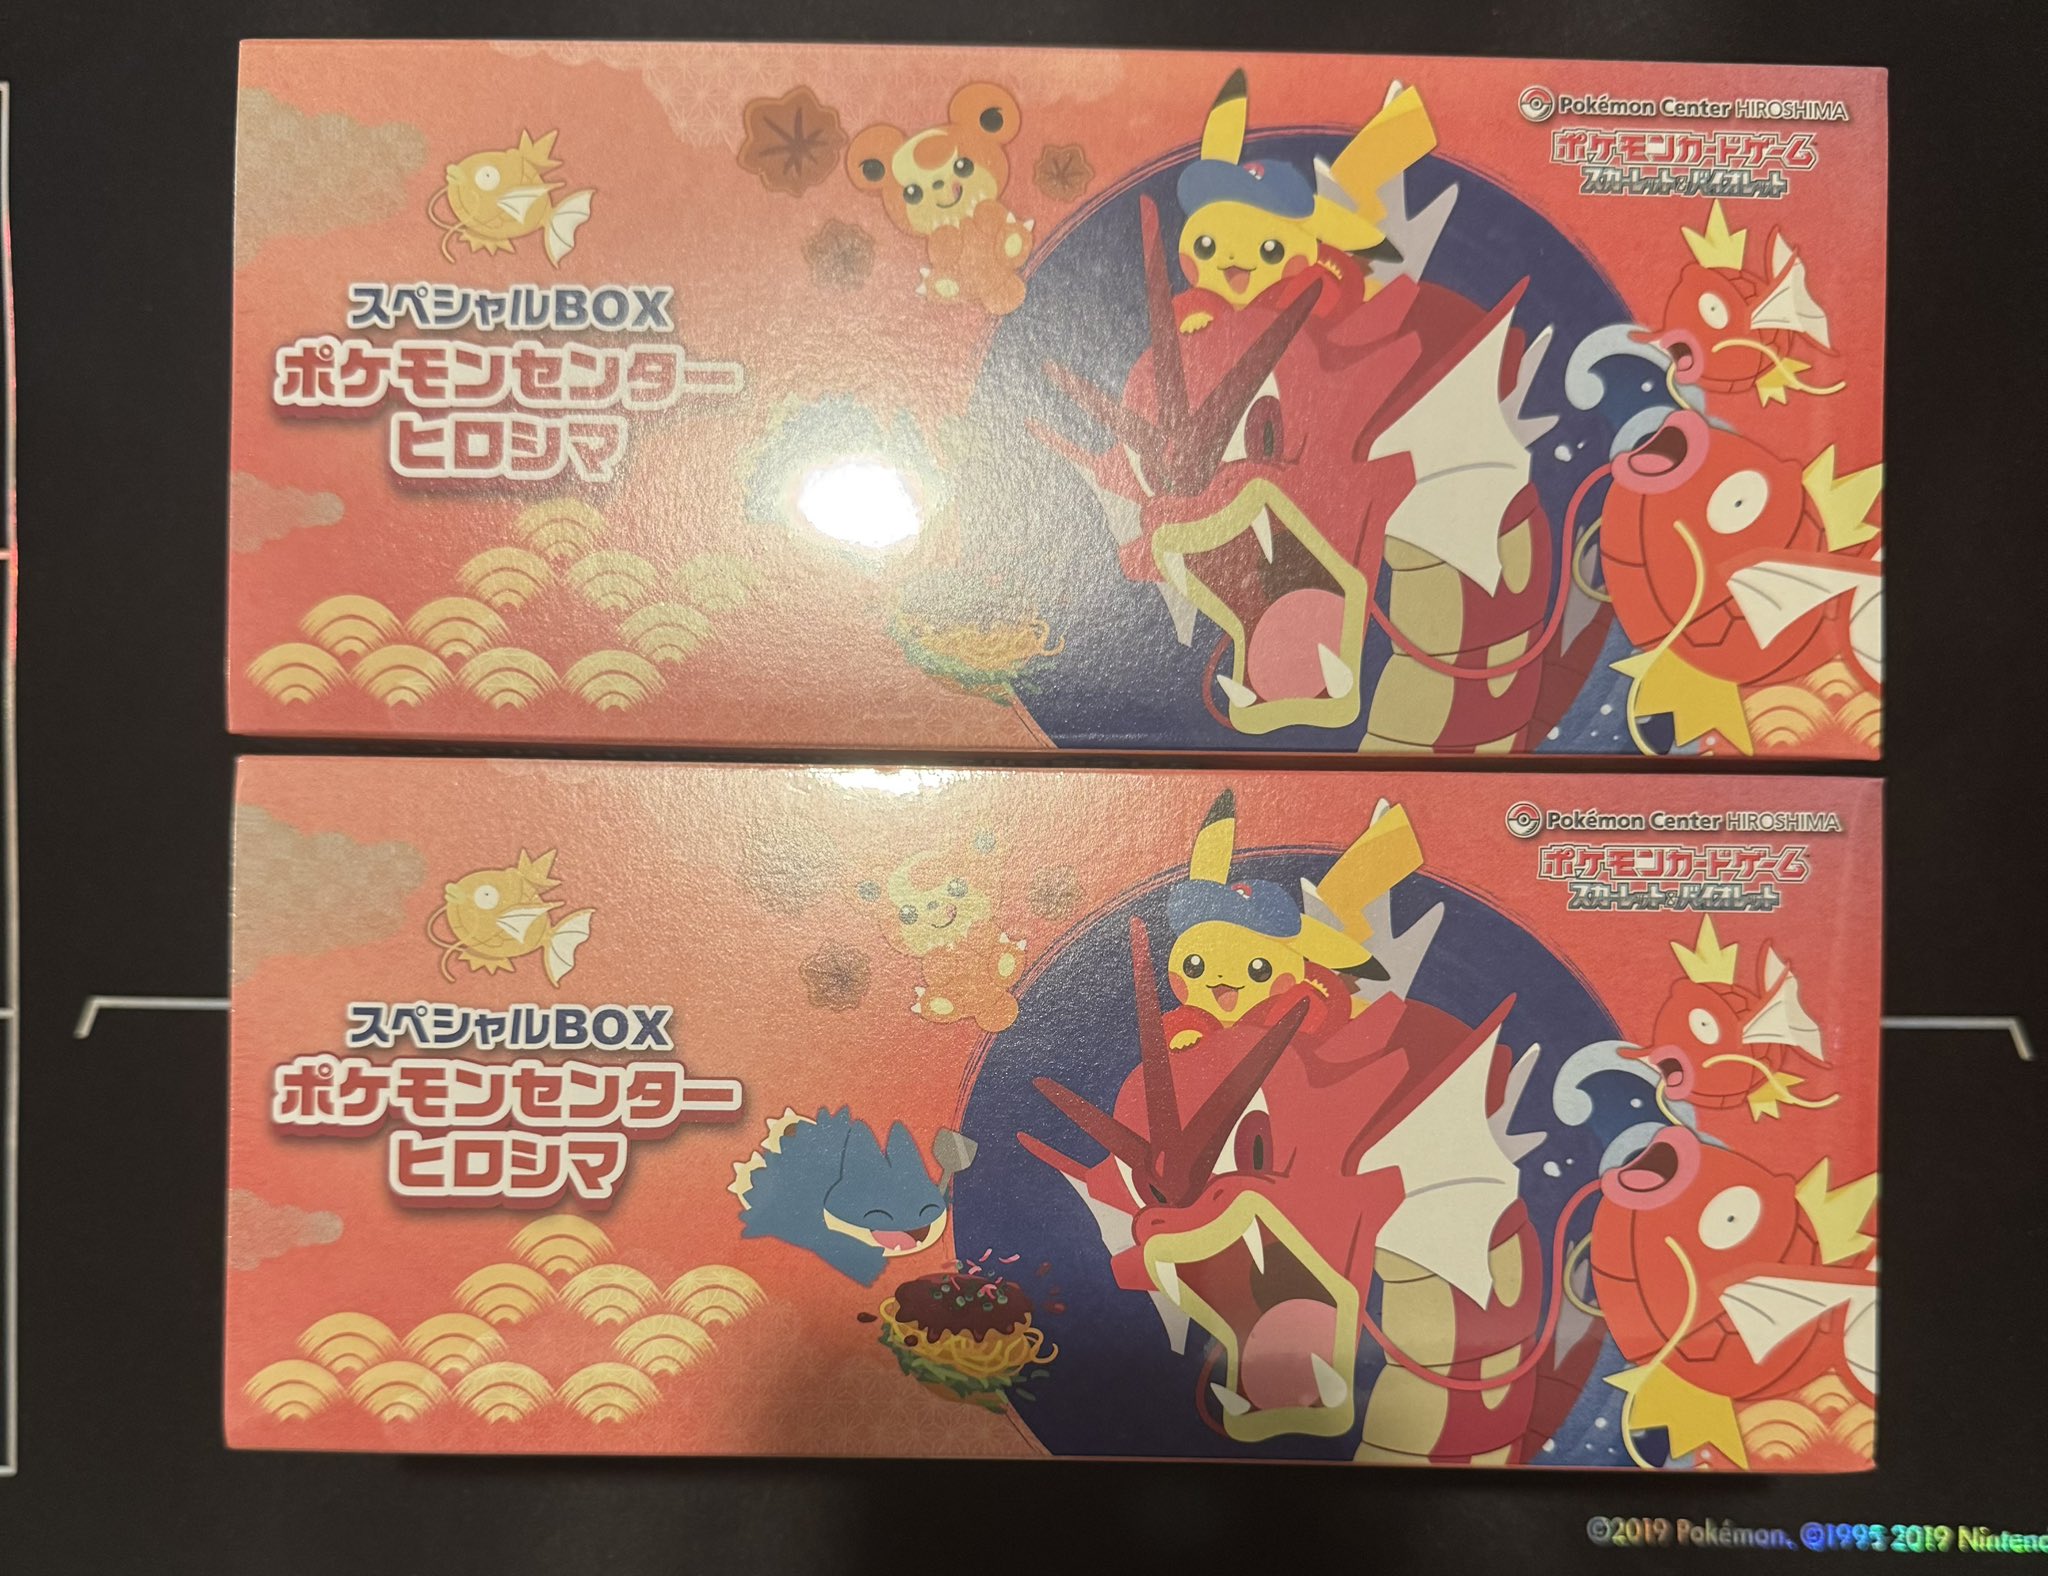 Pokémon Center HIROSHIMA
ポケモンカードゲーム
スカーレット&バイオレット
スペシャルBOX
ポケモンセンター
ヒロシマ
Pokémon Center HIROSHIMA
ポケモンカードゲーム
スカーレット&バイオレット
スペシャルBOX
ポケモンセンター
ヒロシマ
©2019 Pokémon. ©1995-2019 Ninten